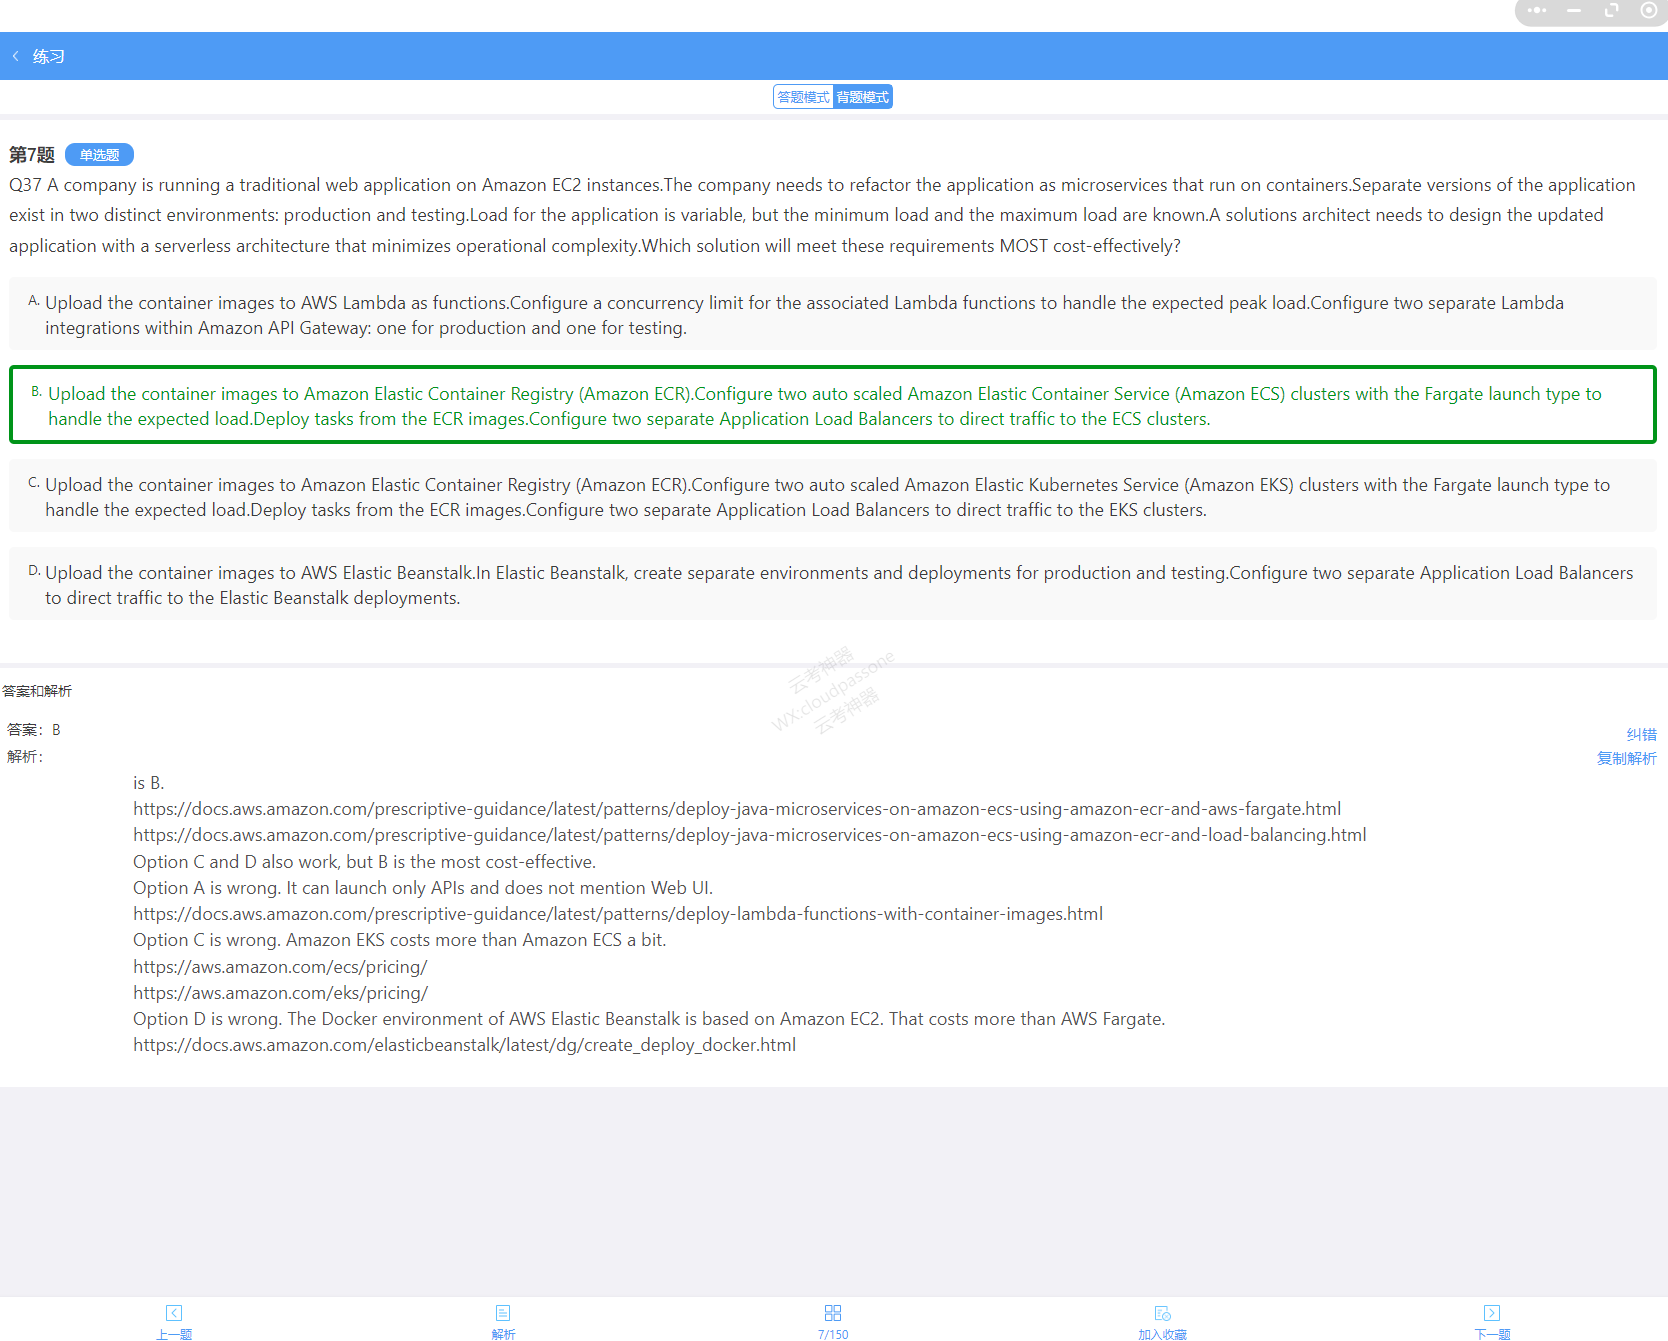 练习
答题模式 背题模式
第7题 单选题
Q37 A company is running a traditional web application on Amazon EC2 instances.The company needs to refactor the application as microservices that run on containers.Separate versions of the application
exist in two distinct environments: production and testing.Load for the application is variable, but the minimum load and the maximum load are known.A solutions architect needs to design the updated
application with a serverless architecture that minimizes operational complexity.Which solution will meet these requirements MOST cost-effectively?
A. Upload the container images to AWS Lambda as functions.Configure a concurrency limit for the associated Lambda functions to handle the expected peak load.Configure two separate Lambda
integrations within Amazon API Gateway: one for production and one for testing.
B. Upload the container images to Amazon Elastic Container Registry (Amazon ECR).Configure two auto scaled Amazon Elastic Container Service (Amazon ECS) clusters with the Fargate launch type to
handle the expected load.Deploy tasks from the ECR images.Configure two separate Application Load Balancers to direct traffic to the ECS clusters.
C. Upload the container images to Amazon Elastic Container Registry (Amazon ECR).Configure two auto scaled Amazon Elastic Kubernetes Service (Amazon EKS) clusters with the Fargate launch type to
handle the expected load.Deploy tasks from the ECR images.Configure two separate Application Load Balancers to direct traffic to the EKS clusters.
D. Upload the container images to AWS Elastic Beanstalk.In Elastic Beanstalk, create separate environments and deployments for production and testing.Configure two separate Application Load Balancers
to direct traffic to the Elastic Beanstalk deployments.
云考神器
WX:cloudpassone
云考神器
答案和解析
答案：B
纠错
解析：
复制解析
is B.
https://docs.aws.amazon.com/prescriptive-guidance/latest/patterns/deploy-java-microservices-on-amazon-ecs-using-amazon-ecr-and-aws-fargate.html
https://docs.aws.amazon.com/prescriptive-guidance/latest/patterns/deploy-java-microservices-on-amazon-ecs-using-amazon-ecr-and-load-balancing.html
Option C and D also work, but B is the most cost-effective.
Option A is wrong. It can launch only APIs and does not mention Web UI.
https://docs.aws.amazon.com/prescriptive-guidance/latest/patterns/deploy-lambda-functions-with-container-images.html
Option C is wrong. Amazon EKS costs more than Amazon ECS a bit.
https://aws.amazon.com/ecs/pricing/
https://aws.amazon.com/eks/pricing/
Option D is wrong. The Docker environment of AWS Elastic Beanstalk is based on Amazon EC2. That costs more than AWS Fargate.
https://docs.aws.amazon.com/elasticbeanstalk/latest/dg/create_deploy_docker.html
上一题 解析 7/150 加入收藏 下一题